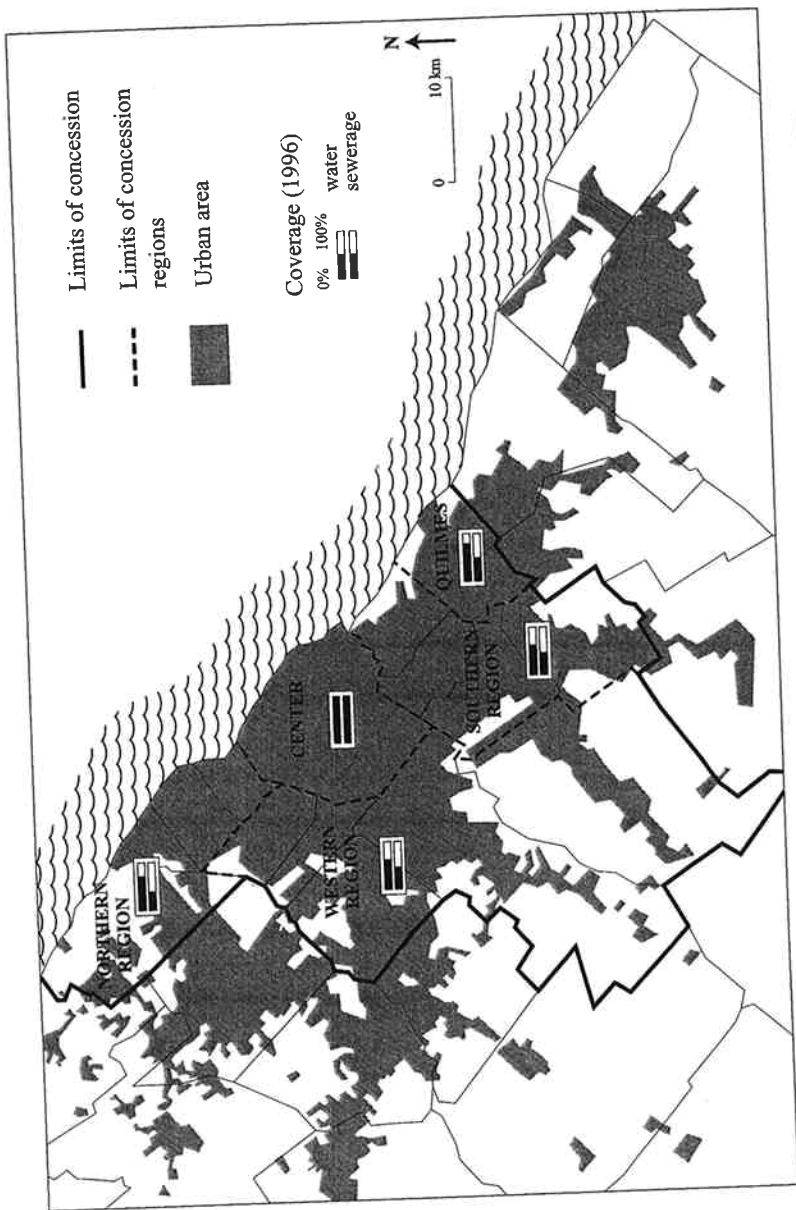 Limits of concession
Limits of concession
regions
Urban area
Coverage (1996)
0% 100%
water
sewerage
N
0 10 km
NORTHERN
REGION
WESTERN
REGION
CENTER
SOUTHERN
REGION
QUILMES